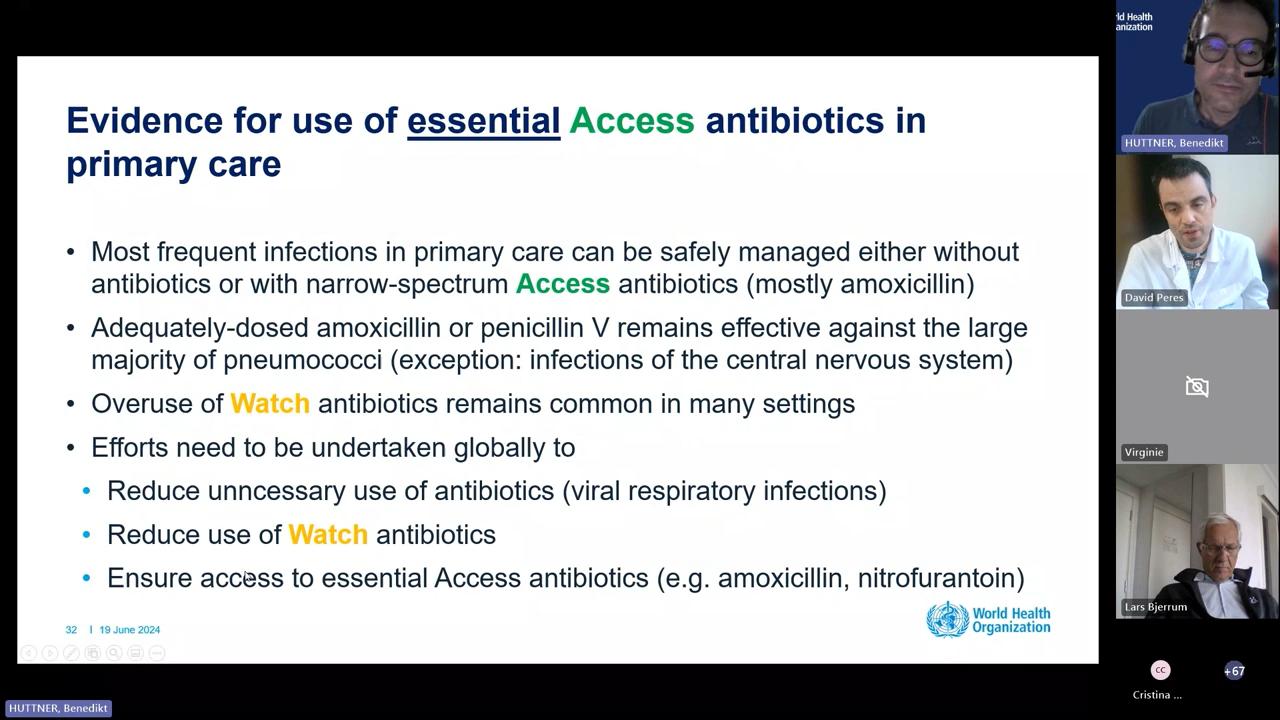 Evidence for use of essential Access antibiotics in
primary care
• Most frequent infections in primary care can be safely managed either without
antibiotics or with narrow-spectrum Access antibiotics (mostly amoxicillin)
• Adequately-dosed amoxicillin or penicillin V remains effective against the large
majority of pneumococci (exception: infections of the central nervous system)
• Overuse of Watch antibiotics remains common in many settings
• Efforts need to be undertaken globally to
• Reduce unncessary use of antibiotics (viral respiratory infections)
• Reduce use of Watch antibiotics
• Ensure access to essential Access antibiotics (e.g. amoxicillin, nitrofurantoin)
32 | 19 June 2024
World Health
Organization
HUTTNER, Benedikt
rld Health
anization
HUTTNER, Benedikt
David Peres
Virginie
Lars Bjerrum
CC
+67
Cristina ...